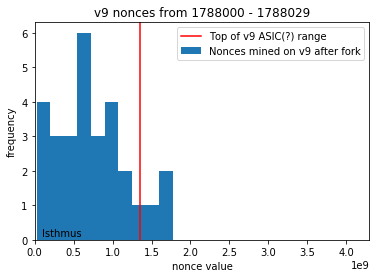 v9 nonces from 1788000 - 1788029
Top of v9 ASIC(?) range
Nonces mined on v9 after fork
frequency
6
5
4
3
2
1
0
Isthmus
0.0 0.5 1.0 1.5 2.0 2.5 3.0 3.5 4.0
1e9
nonce value